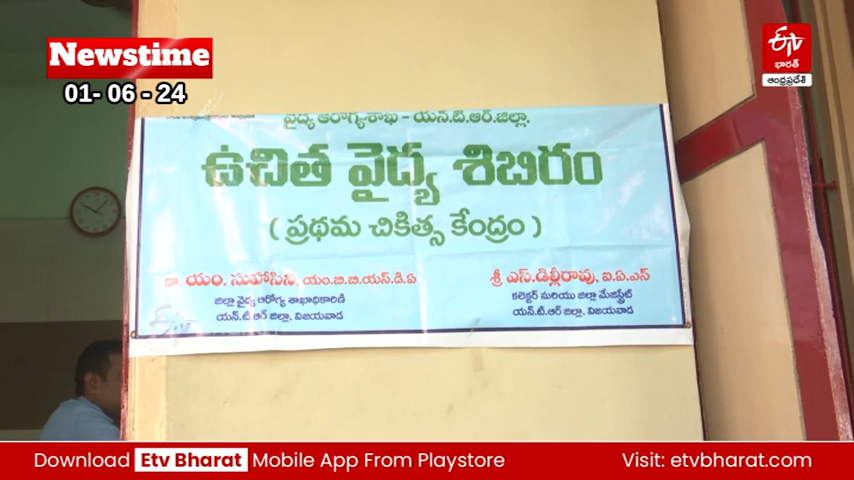 Newstime
01- 06 - 24
భారత్
ఆంధ్రప్రదేశ్
వైద్య ఆరోగ్యశాఖ - యన్.టి.ఆర్.జిల్లా.
ఉచిత వైద్య శిబిరం
( ప్రథమ చికిత్స కేంద్రం )
డా. యం. సుహాసిని, యం.బి.బి.యస్.డి.ఏ
జిల్లా వైద్య ఆరోగ్య శాఖాధికారిణి
యన్.టి.ఆర్ జిల్లా, విజయవాడ
శ్రీ ఎస్.డిల్లీరావు, ఐ.ఏ.ఎస్
కలెక్టర్ మరియు జిల్లా మేజిస్ట్రేట్
యన్.టి.ఆర్ జిల్లా, విజయవాడ
Download Etv Bharat Mobile App From Playstore
Visit: etvbharat.com